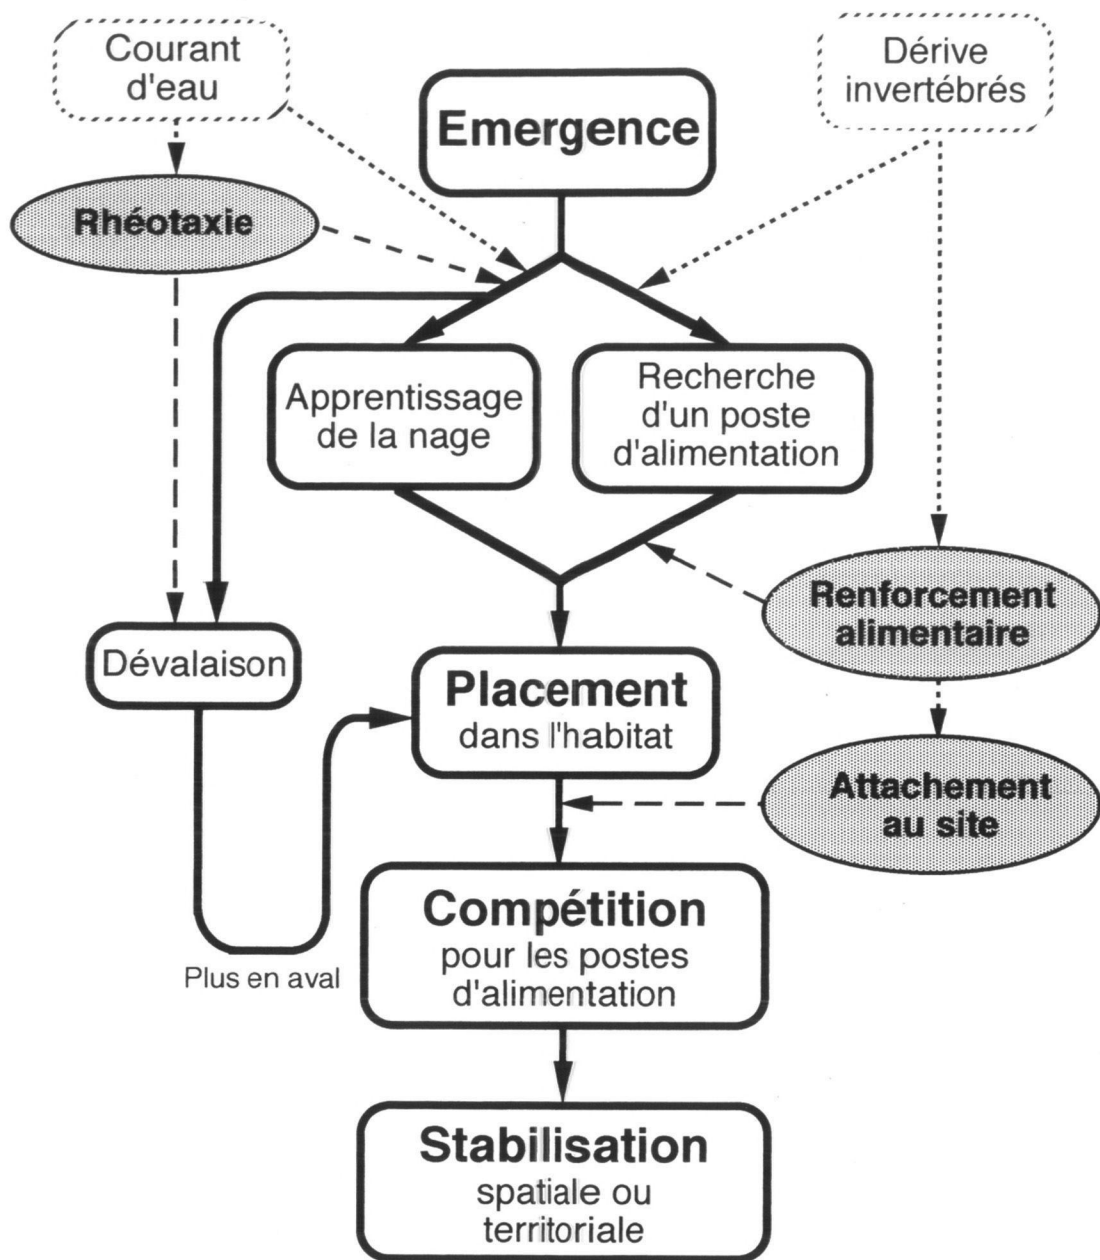 Courant
d'eau
Dérive
invertébrés
Emergence
Rhéotaxie
Apprentissage
de la nage
Recherche
d'un poste
d'alimentation
Renforcement
alimentaire
Dévalaison
Placement
dans l'habitat
Attachement
au site
Compétition
pour les postes
d'alimentation
Plus en aval
Stabilisation
spatiale ou
territoriale